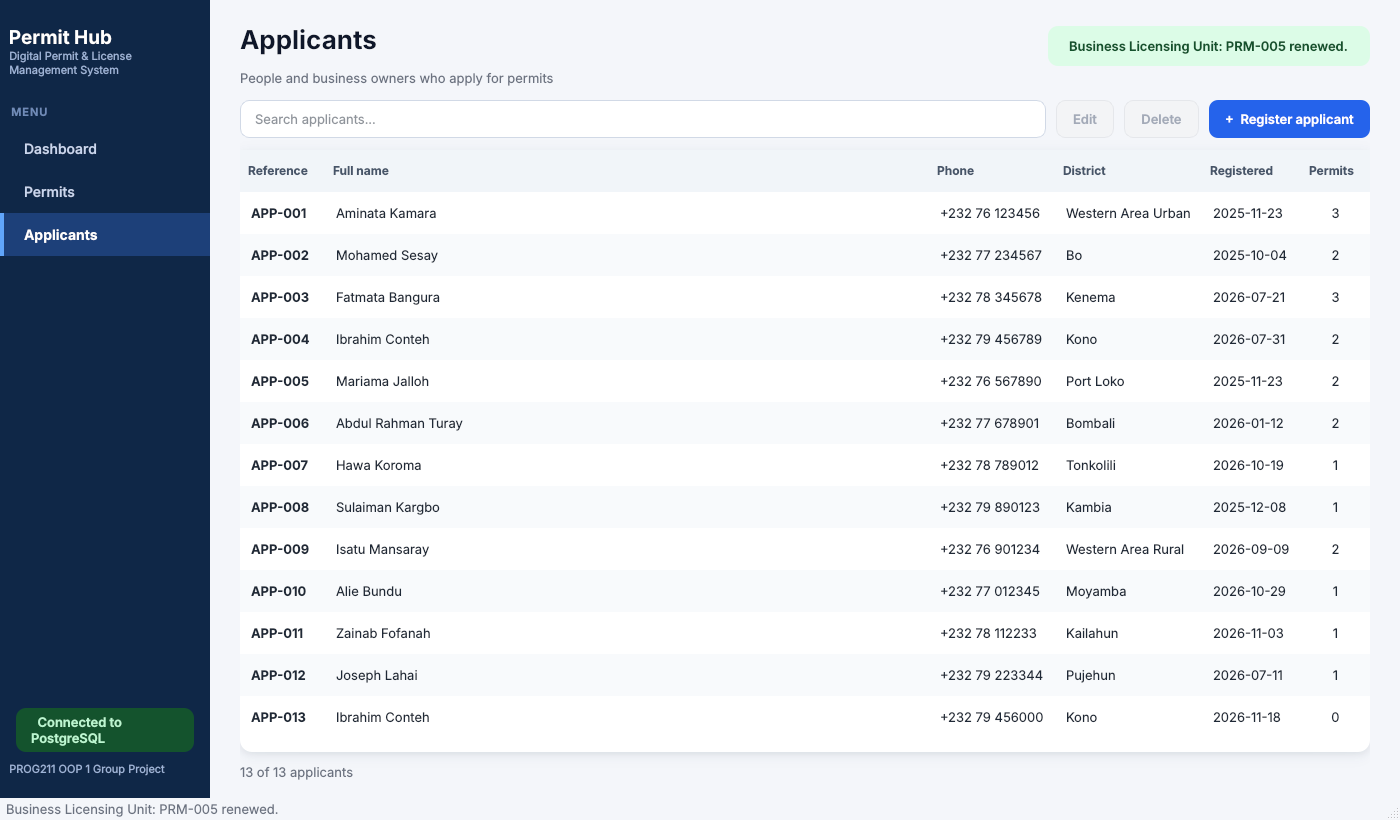 Permit Hub
Digital Permit & License
Management System
MENU
Dashboard
Permits
Applicants
Connected to
PostgreSQL
PROG211 OOP 1 Group Project
Applicants
Business Licensing Unit: PRM-005 renewed.
People and business owners who apply for permits
Search applicants...
Edit
Delete
+ Register applicant
Reference Full name Phone District Registered Permits
APP-001 Aminata Kamara +232 76 123456 Western Area Urban 2025-11-23 3
APP-002 Mohamed Sesay +232 77 234567 Bo 2025-10-04 2
APP-003 Fatmata Bangura +232 78 345678 Kenema 2026-07-21 3
APP-004 Ibrahim Conteh +232 79 456789 Kono 2026-07-31 2
APP-005 Mariama Jalloh +232 76 567890 Port Loko 2025-11-23 2
APP-006 Abdul Rahman Turay +232 77 678901 Bombali 2026-01-12 2
APP-007 Hawa Koroma +232 78 789012 Tonkolili 2026-10-19 1
APP-008 Sulaiman Kargbo +232 79 890123 Kambia 2025-12-08 1
APP-009 Isatu Mansaray +232 76 901234 Western Area Rural 2026-09-09 2
APP-010 Alie Bundu +232 77 012345 Moyamba 2026-10-29 1
APP-011 Zainab Fofanah +232 78 112233 Kailahun 2026-11-03 1
APP-012 Joseph Lahai +232 79 223344 Pujehun 2026-07-11 1
APP-013 Ibrahim Conteh +232 79 456000 Kono 2026-11-18 0
13 of 13 applicants
Business Licensing Unit: PRM-005 renewed.